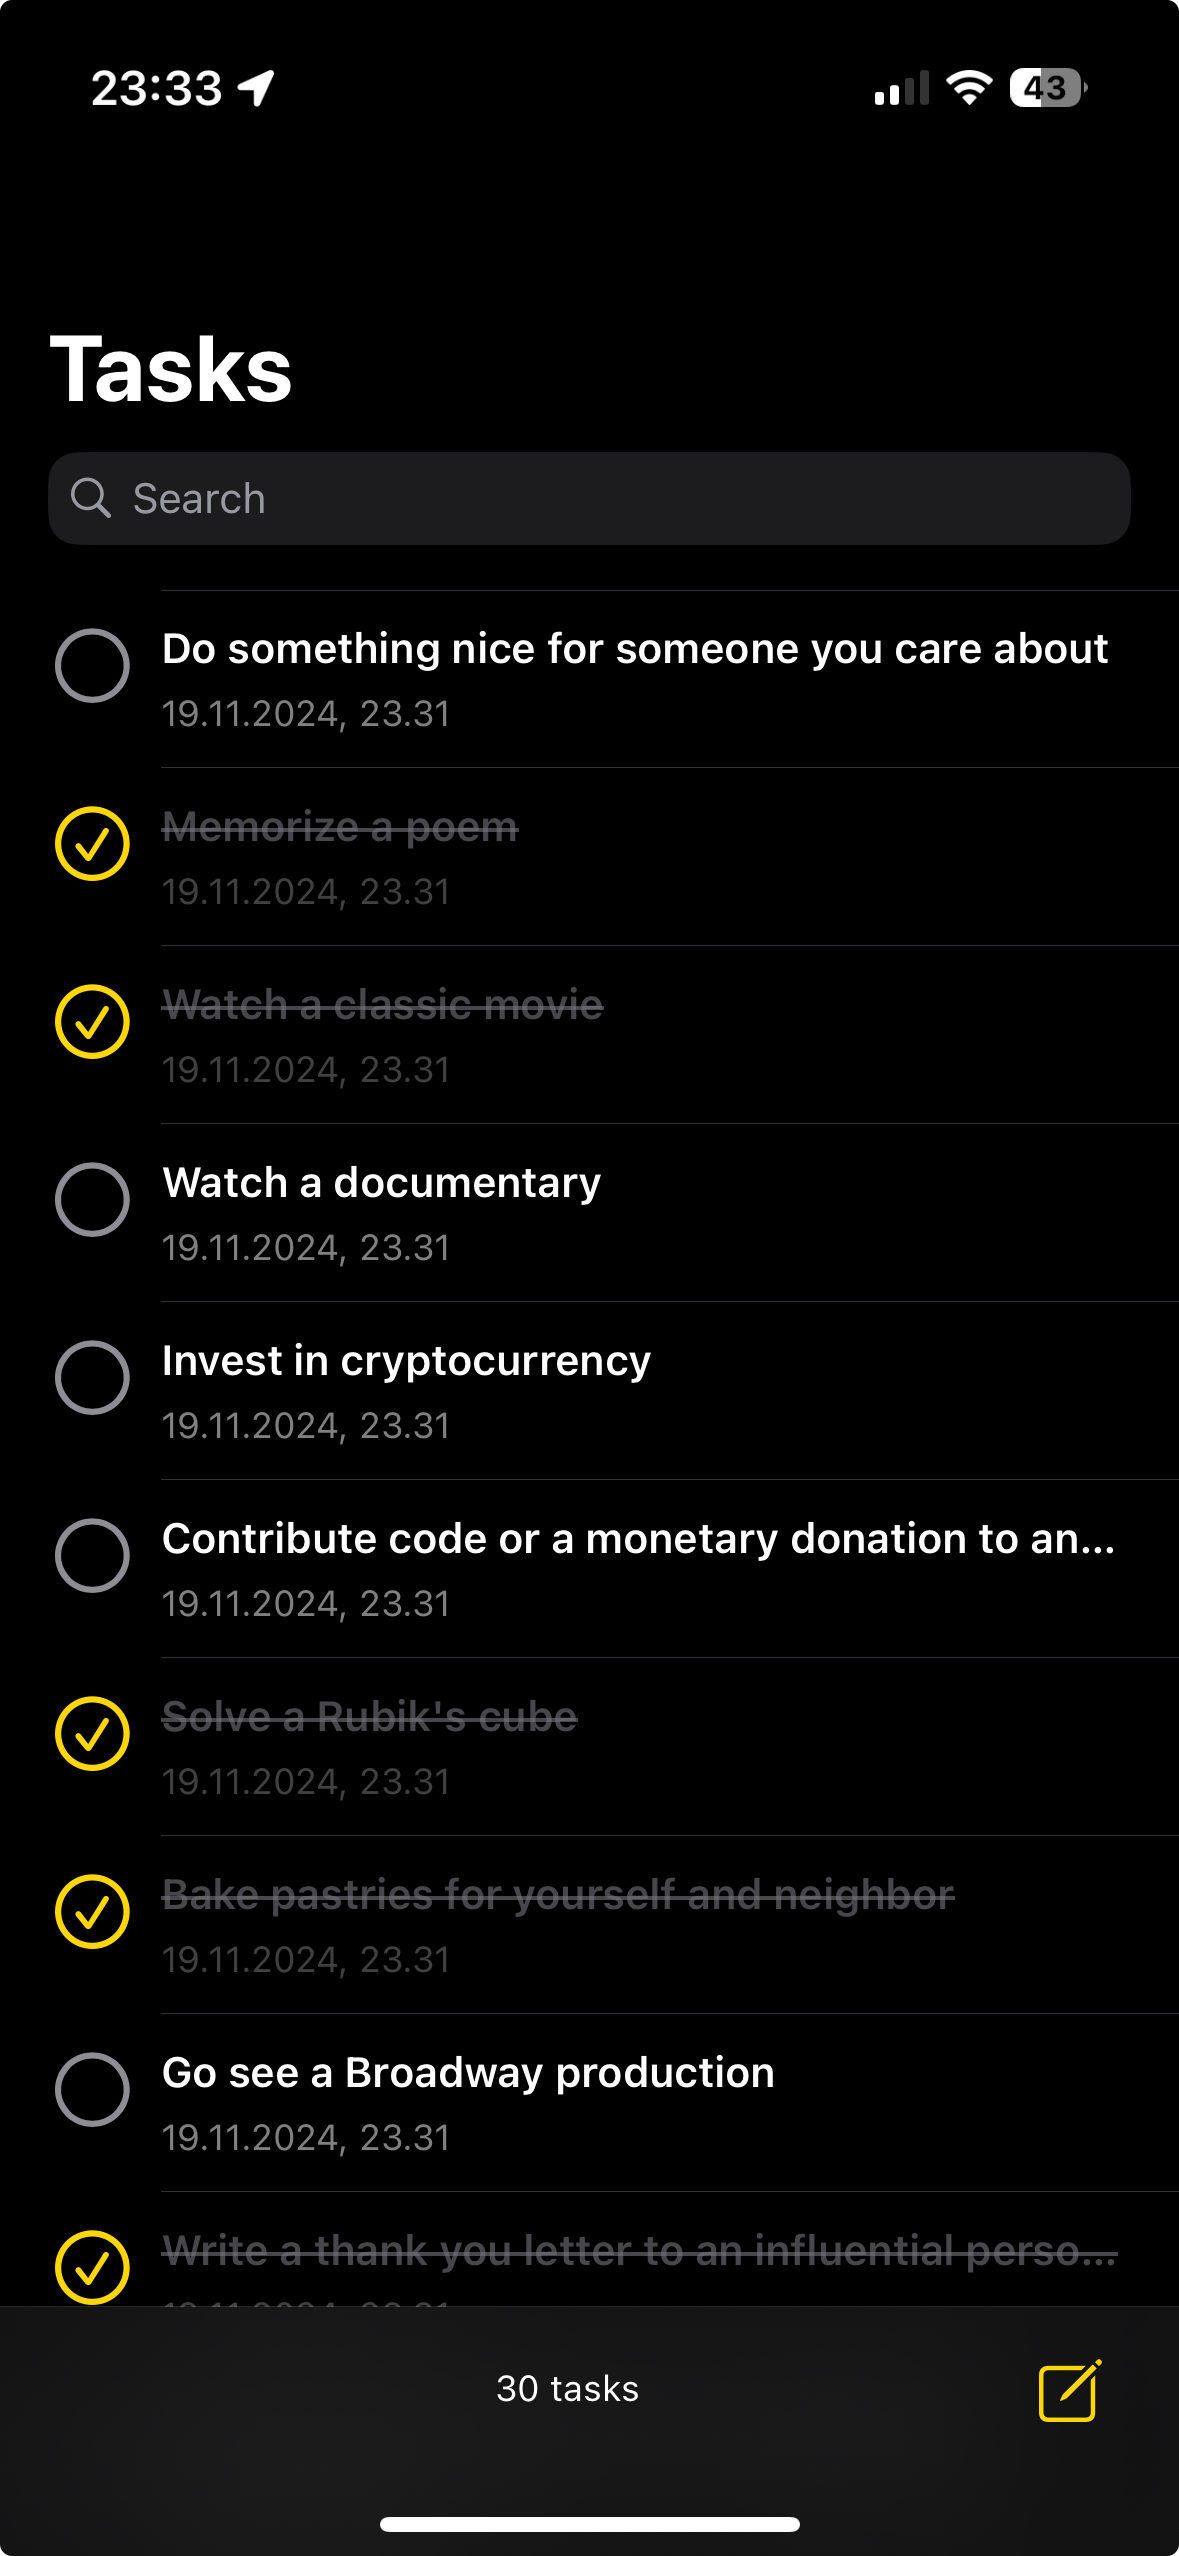 23:33
43
Tasks
Search
Do something nice for someone you care about
19.11.2024, 23.31
Memorize a poem
19.11.2024, 23.31
Watch a classic movie
19.11.2024, 23.31
Watch a documentary
19.11.2024, 23.31
Invest in cryptocurrency
19.11.2024, 23.31
Contribute code or a monetary donation to an...
19.11.2024, 23.31
Solve a Rubik's cube
19.11.2024, 23.31
Bake pastries for yourself and neighbor
19.11.2024, 23.31
Go see a Broadway production
19.11.2024, 23.31
Write a thank you letter to an influential perso...
30 tasks